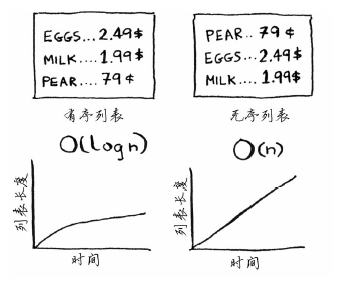 EGGS... 2.49$
MILK.... 1.99$
PEAR.... 79¢
有序列表
PEAR.. 79¢
EGGS... 2.49$
MILK.... 1.99$
无序列表
O(logn)
列表长度
时间
O(n)
列表长度
时间